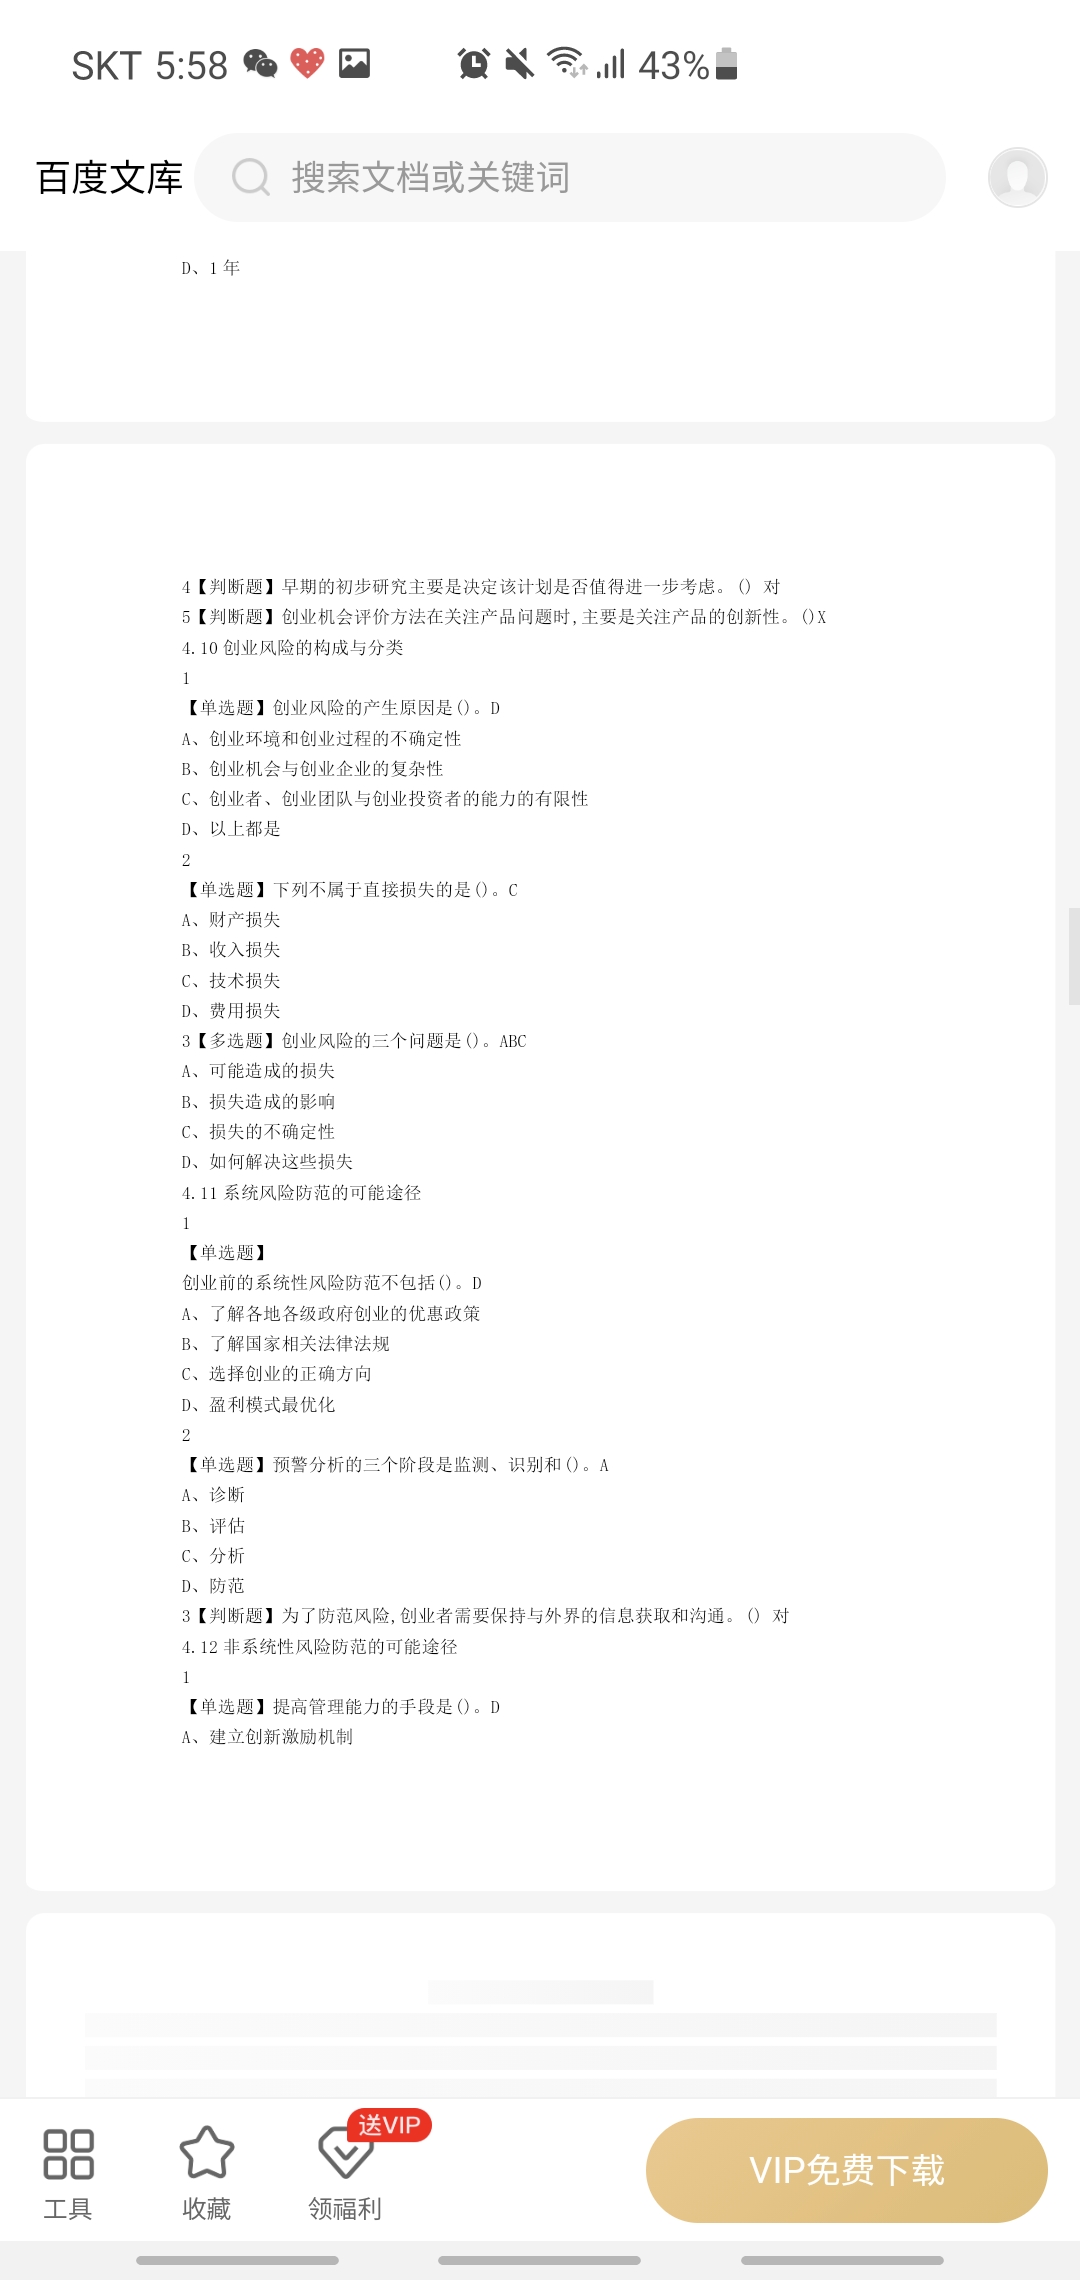 SKT 5:58 43%
百度文库 搜索文档或关键词
D、1 年
4【判断题】早期的初步研究主要是决定该计划是否值得进一步考虑。() 对
5【判断题】创业机会评价方法在关注产品问题时,主要是关注产品的创新性。()X
4.10 创业风险的构成与分类
1
【单选题】创业风险的产生原因是()。D
A、创业环境和创业过程的不确定性
B、创业机会与创业企业的复杂性
C、创业者、创业团队与创业投资者的能力的有限性
D、以上都是
2
【单选题】下列不属于直接损失的是()。C
A、财产损失
B、收入损失
C、技术损失
D、费用损失
3【多选题】创业风险的三个问题是()。ABC
A、可能造成的损失
B、损失造成的影响
C、损失的不确定性
D、如何解决这些损失
4.11 系统风险防范的可能途径
1
【单选题】
创业前的系统性风险防范不包括()。D
A、了解各地各级政府创业的优惠政策
B、了解国家相关法律法规
C、选择创业的正确方向
D、盈利模式最优化
2
【单选题】预警分析的三个阶段是监测、识别和()。A
A、诊断
B、评估
C、分析
D、防范
3【判断题】为了防范风险,创业者需要保持与外界的信息获取和沟通。() 对
4.12 非系统性风险防范的可能途径
1
【单选题】提高管理能力的手段是()。D
A、建立创新激励机制
送VIP
工具 收藏 领福利 VIP免费下载